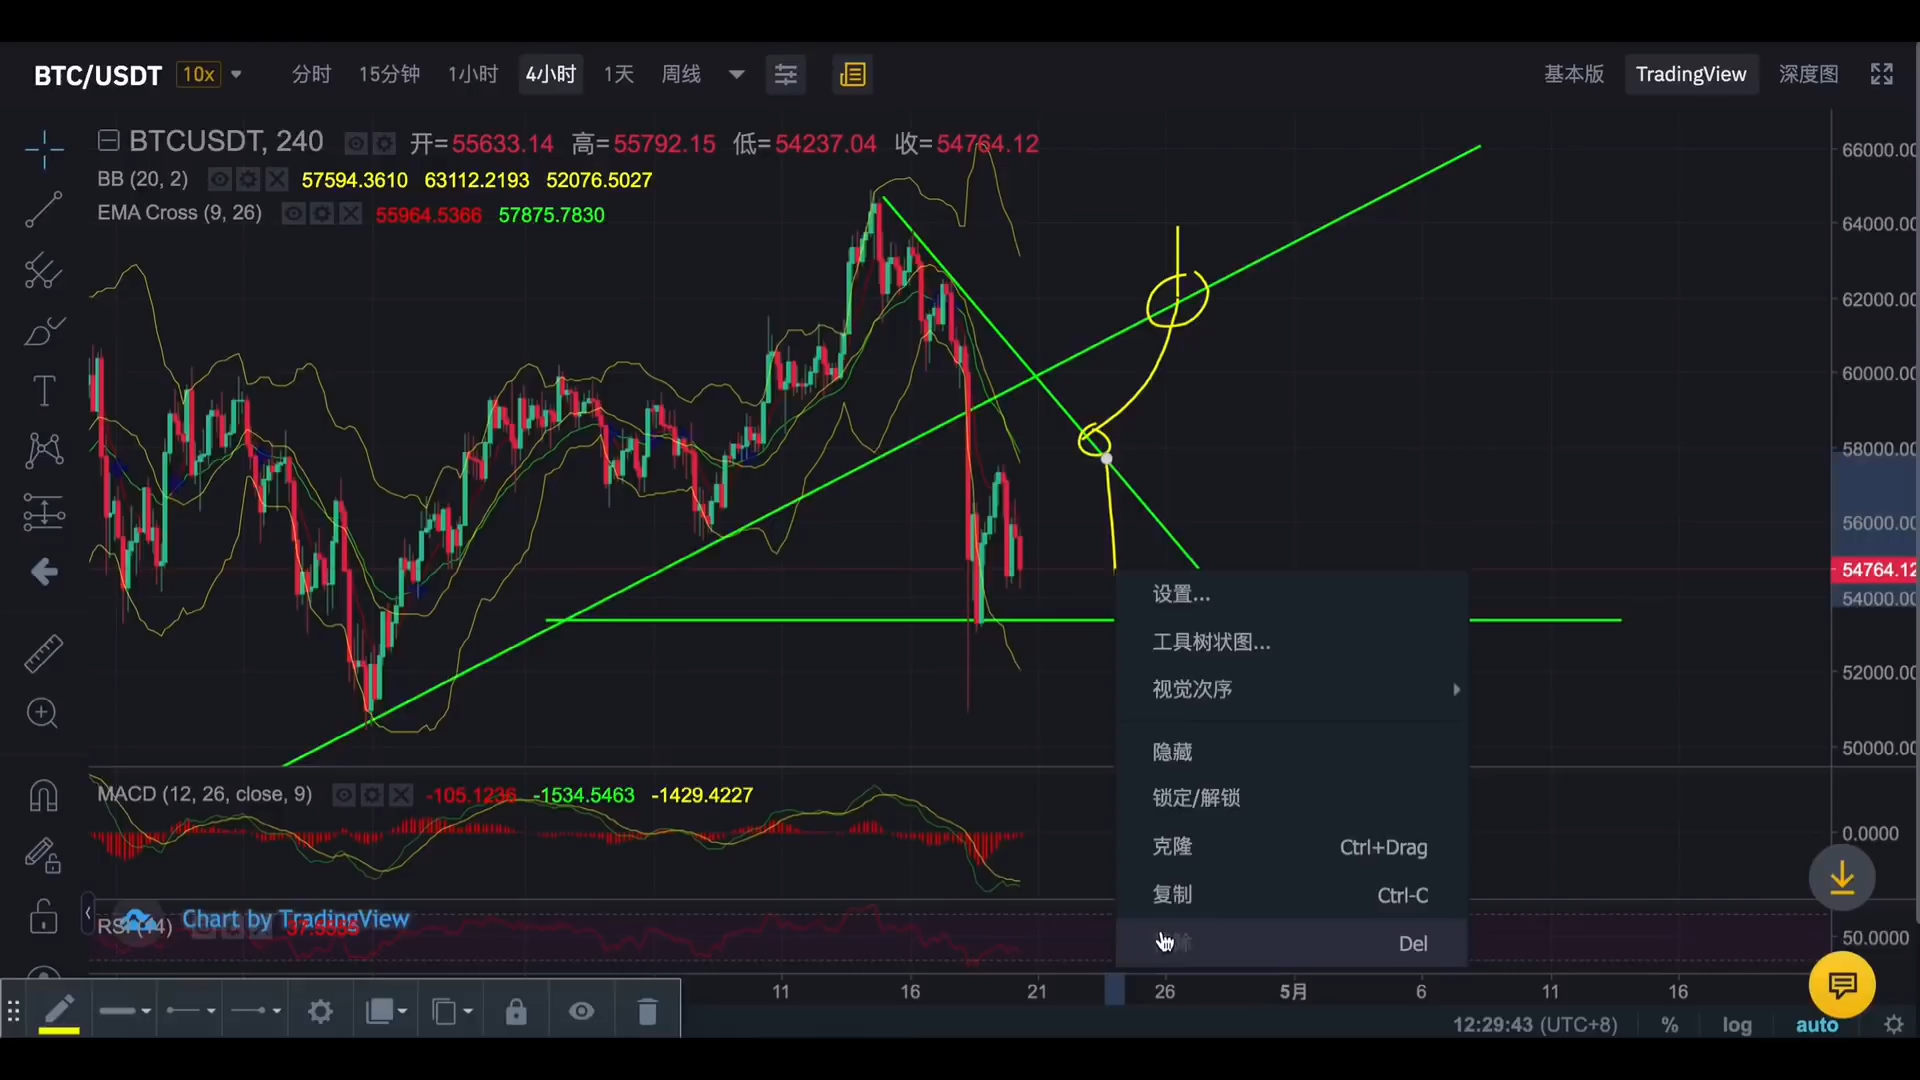 BTC/USDT 10x 分时 15分钟 1小时 4小时 1天 周线 基本版 TradingView 深度图
BTCUSDT, 240 开=55633.14 高=55792.15 低=54237.04 收=54764.12
BB (20, 2) 57594.3610 63112.2193 52076.5027
EMA Cross (9, 26) 55964.5366 57875.7830
66000.00
64000.00
62000.00
60000.00
58000.00
56000.00
54764.12
54000.00
52000.00
50000.00
设置...
工具树状图...
视觉次序
隐藏
锁定/解锁
克隆 Ctrl+Drag
复制 Ctrl-C
Del
MACD (12, 26, close, 9) -105.1236 -1534.5463 -1429.4227
0.0000
Chart by TradingView
50.0000
T
11 16 21 26 5月 6 11 16
12:29:43 (UTC+8) % log auto